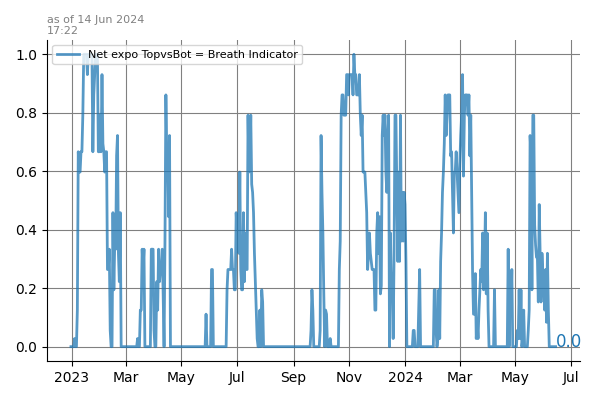 as of 14 Jun 2024
17:22
Net expo TopvsBot = Breath Indicator
1.0
0.8
0.6
0.4
0.2
0.0
0.0
2023 Mar May Jul Sep Nov 2024 Mar May Jul